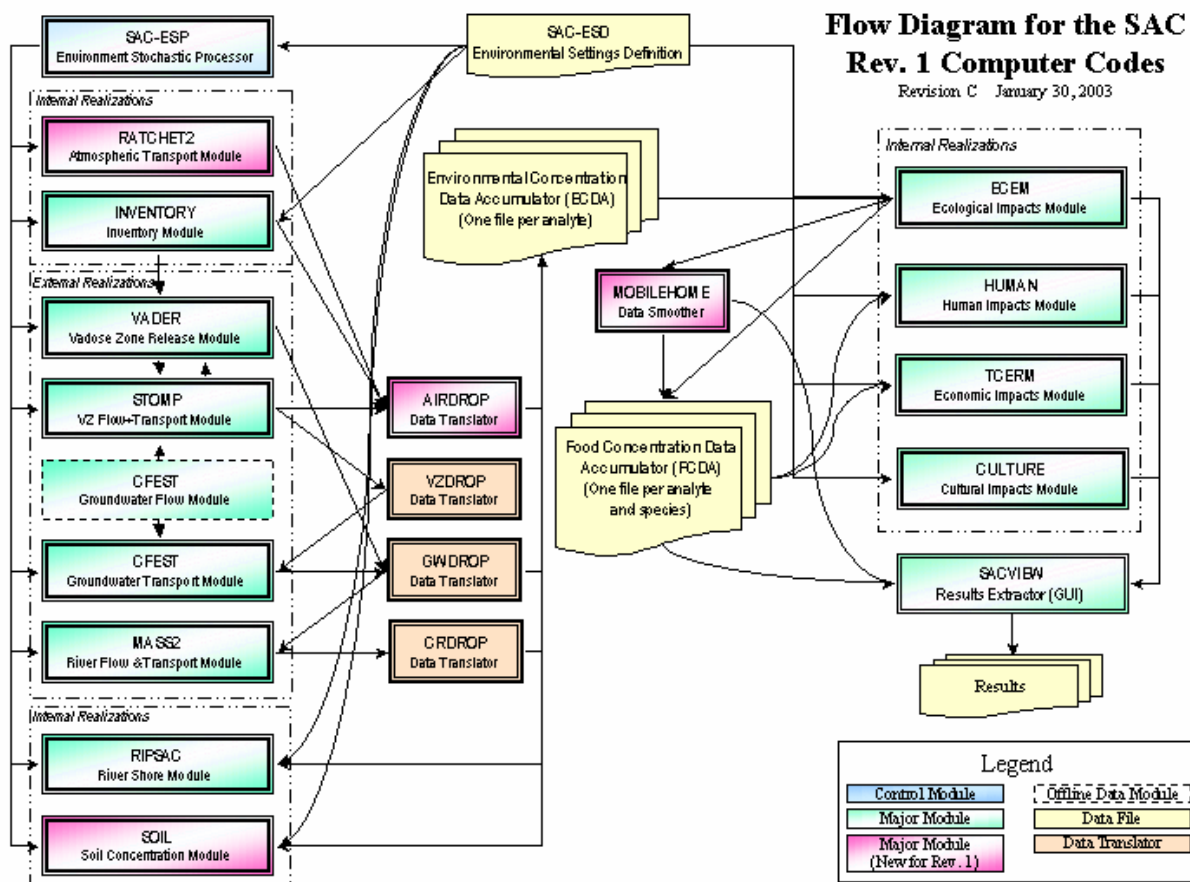 Flow Diagram for the SAC
Rev. 1 Computer Codes
Revision C January 30, 2003
SAC-ESP
Environment Stochastic Processor
SAC-ESD
Environmental Settings Definition
Internal Realizations
RATCHET2
Atmospheric Transport Module
INVENTORY
Inventory Module
External Realizations
VADER
Vadose Zone Release Module
STOMP
VZ Flow+Transport Module
CFEST
Groundwater Flow Module
CFEST
Groundwater Transport Module
MASS2
River Flow & Transport Module
Internal Realizations
RIPSAC
River Shore Module
SOIL
Soil Concentration Module
AIRDROP
Data Translator
VZDROP
Data Translator
GWDROP
Data Translator
CRDROP
Data Translator
Environmental Concentration
Data Accumulator (ECDA)
(One file per analyte)
MOBILEHOME
Data Smoother
Food Concentration Data
Accumulator (FCDA)
(One file per analyte
and species)
Internal Realizations
ECEM
Ecological Impacts Module
HUMAN
Human Impacts Module
TCERM
Economic Impacts Module
CULTURE
Cultural Impacts Module
SACVIEW
Results Extractor (GUI)
Results
Legend
Control Module
Offline Data Module
Major Module
Data File
Major Module
(New for Rev. 1)
Data Translator